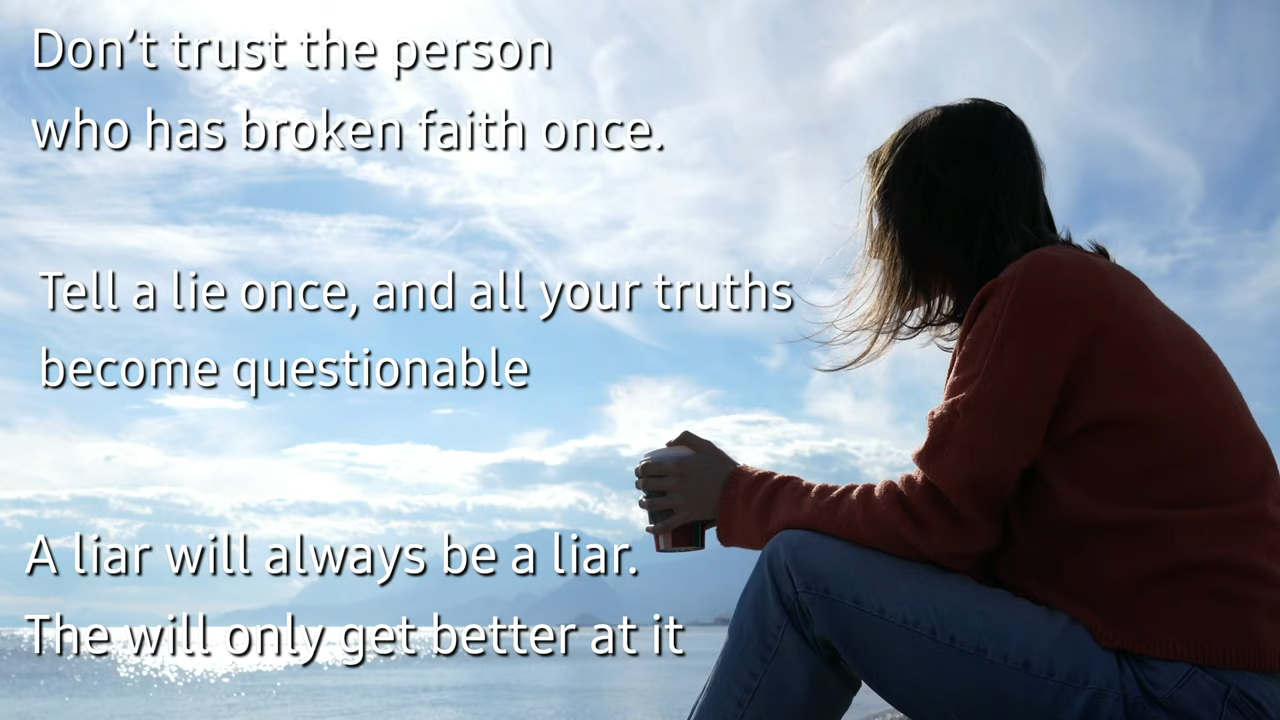 Don’t trust the person
who has broken faith once.
Tell a lie once, and all your truths
become questionable
A liar will always be a liar.
The will only get better at it